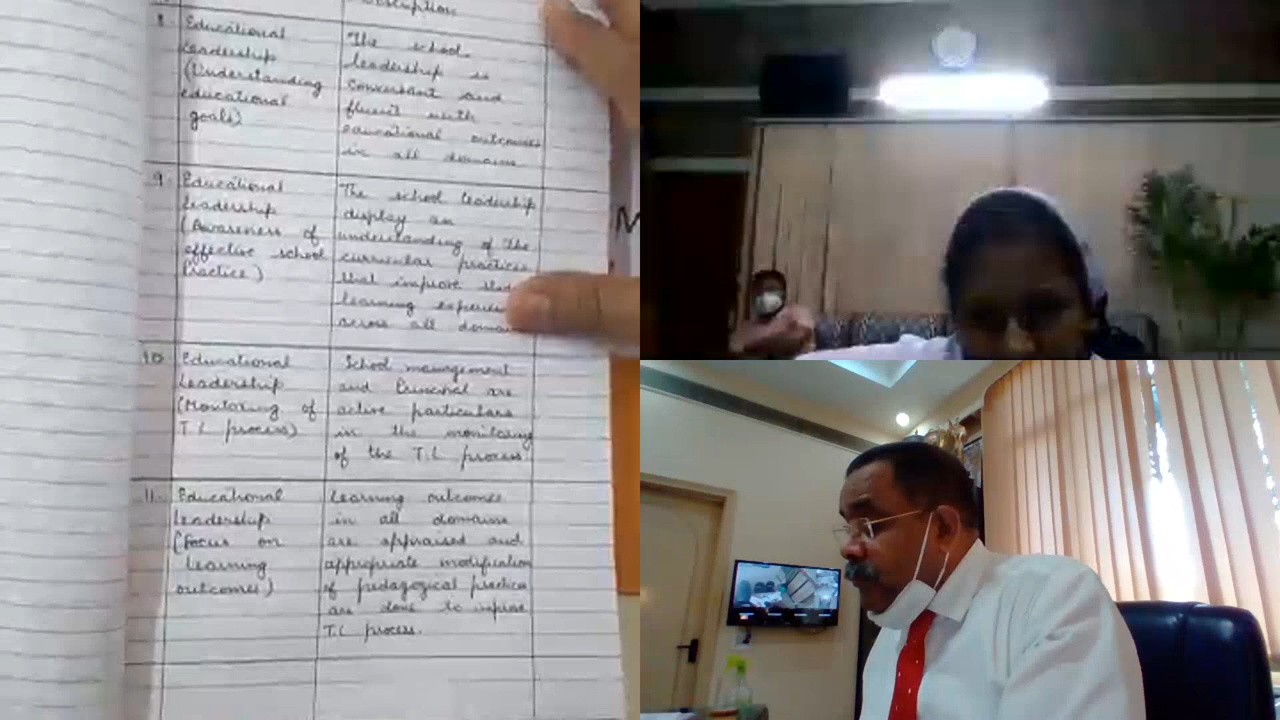 Description
8. Educational
Leadership
(Understanding
educational
goals)
The school
leadership is
conversant and
fluent with
educational outcomes
in all domains
9. Educational
Leadership
(Awareness of
effective school
Practice)
The school leadership
display an
understanding of the
curricular practices
that improve
learning
across all
10. Educational
Leadership
(Monitoring of
T.L process)
School management
and Principal are
active particulars
in the monitoring
of the T.L process.
11. Educational
Leadership
(Focus on
Learning
outcomes)
Learning outcomes
in all domains
are appraised and
appropriate modification
of pedagogical practices
are done to improve
T.L process.
M